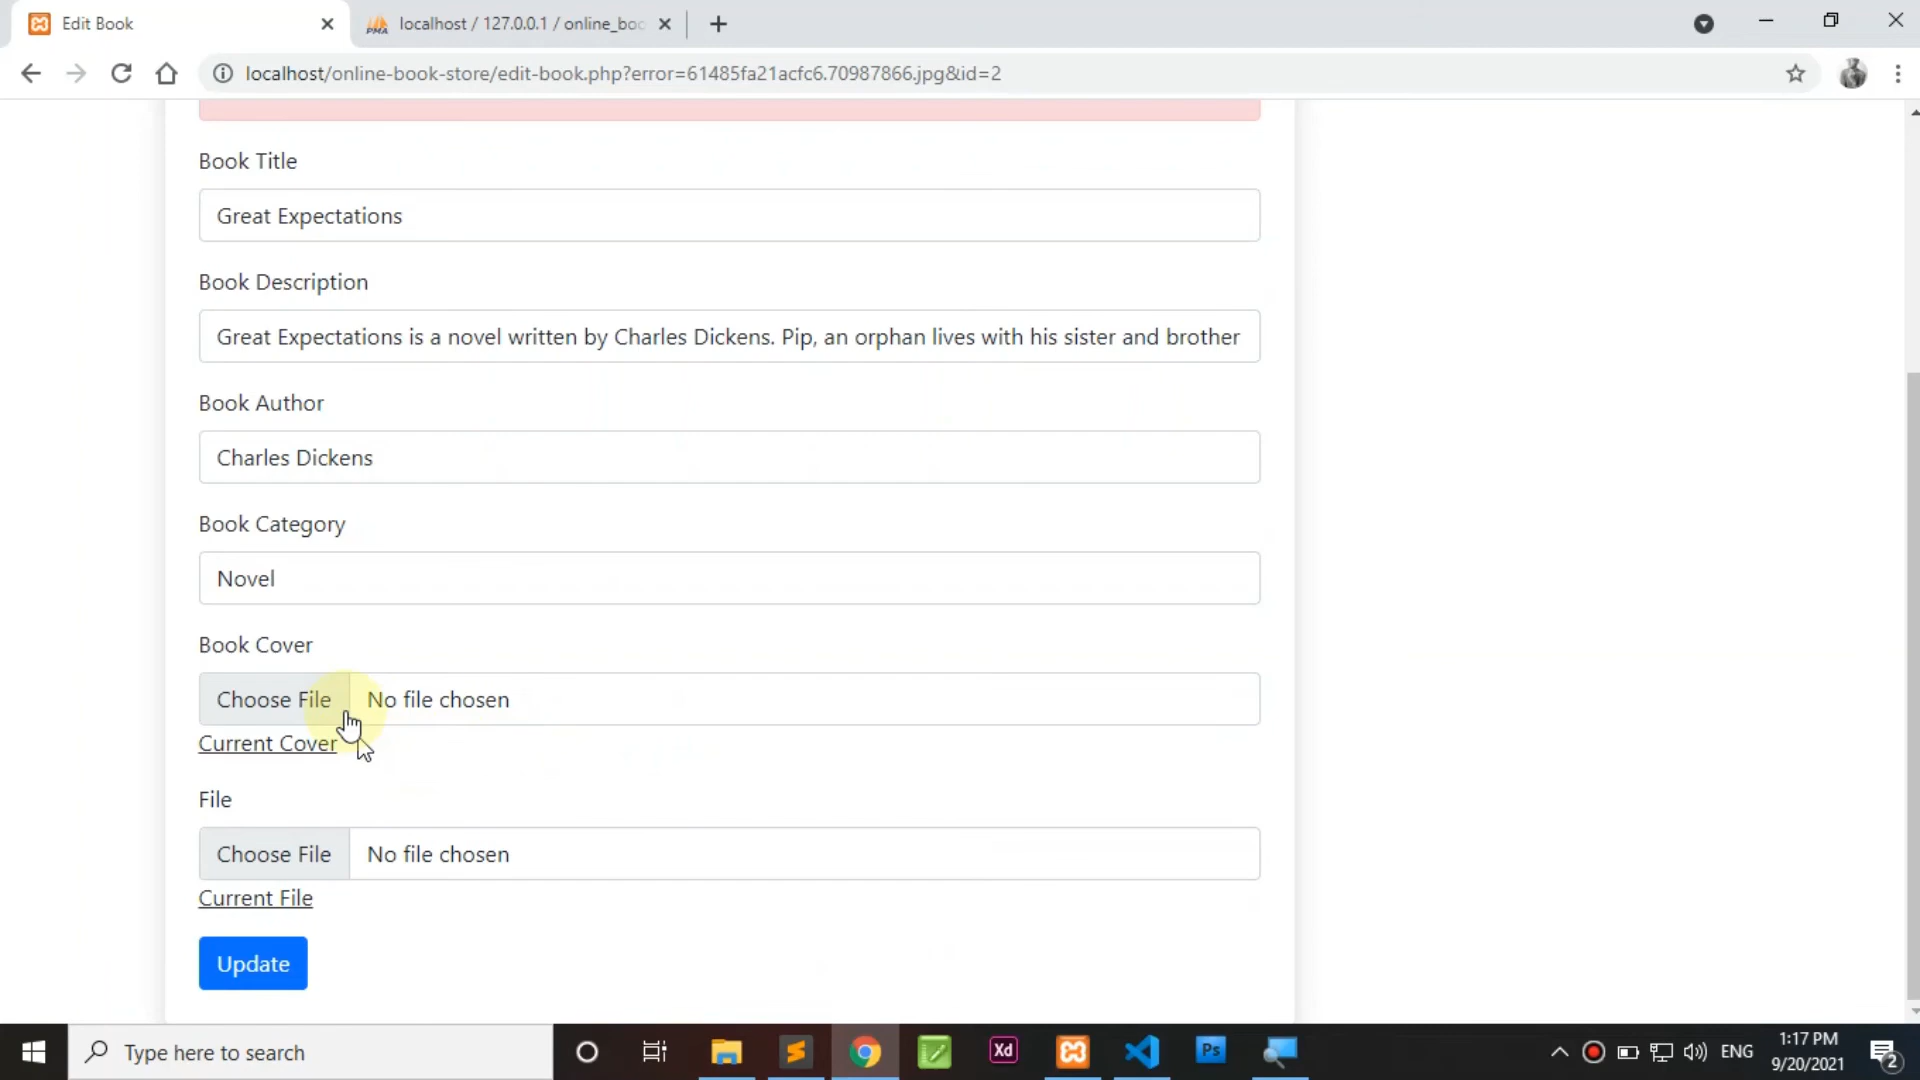 Edit Book
localhost / 127.0.0.1 / online_boo
localhost/online-book-store/edit-book.php?error=61485fa21acfc6.70987866.jpg&id=2
Book Title
Great Expectations
Book Description
Great Expectations is a novel written by Charles Dickens. Pip, an orphan lives with his sister and brother
Book Author
Charles Dickens
Book Category
Novel
Book Cover
Choose File No file chosen
Current Cover
File
Choose File No file chosen
Current File
Update
Type here to search
Xd
Ps
ENG
1:17 PM
9/20/2021
2